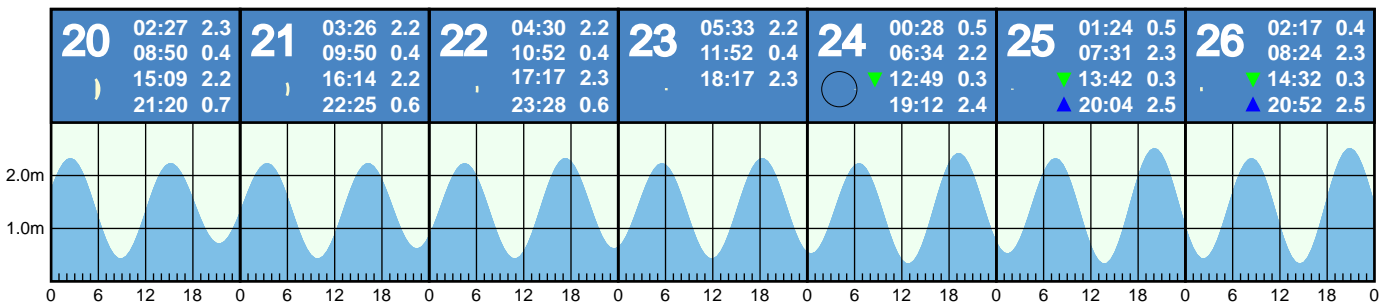 20 02:27 2.3 21 03:26 2.2 22 04:30 2.2 23 05:33 2.2 24 00:28 0.5 25 01:24 0.5 26 02:17 0.4
08:50 0.4 09:50 0.4 10:52 0.4 11:52 0.4 06:34 2.2 07:31 2.3 08:24 2.3
15:09 2.2 16:14 2.2 17:17 2.3 18:17 2.3 12:49 0.3 13:42 0.3 14:32 0.3
21:20 0.7 22:25 0.6 23:28 0.6 19:12 2.4 20:04 2.5 20:52 2.5
2.0m
1.0m
0 6 12 18 0 6 12 18 0 6 12 18 0 6 12 18 0 6 12 18 0 6 12 18 0 6 12 18 0